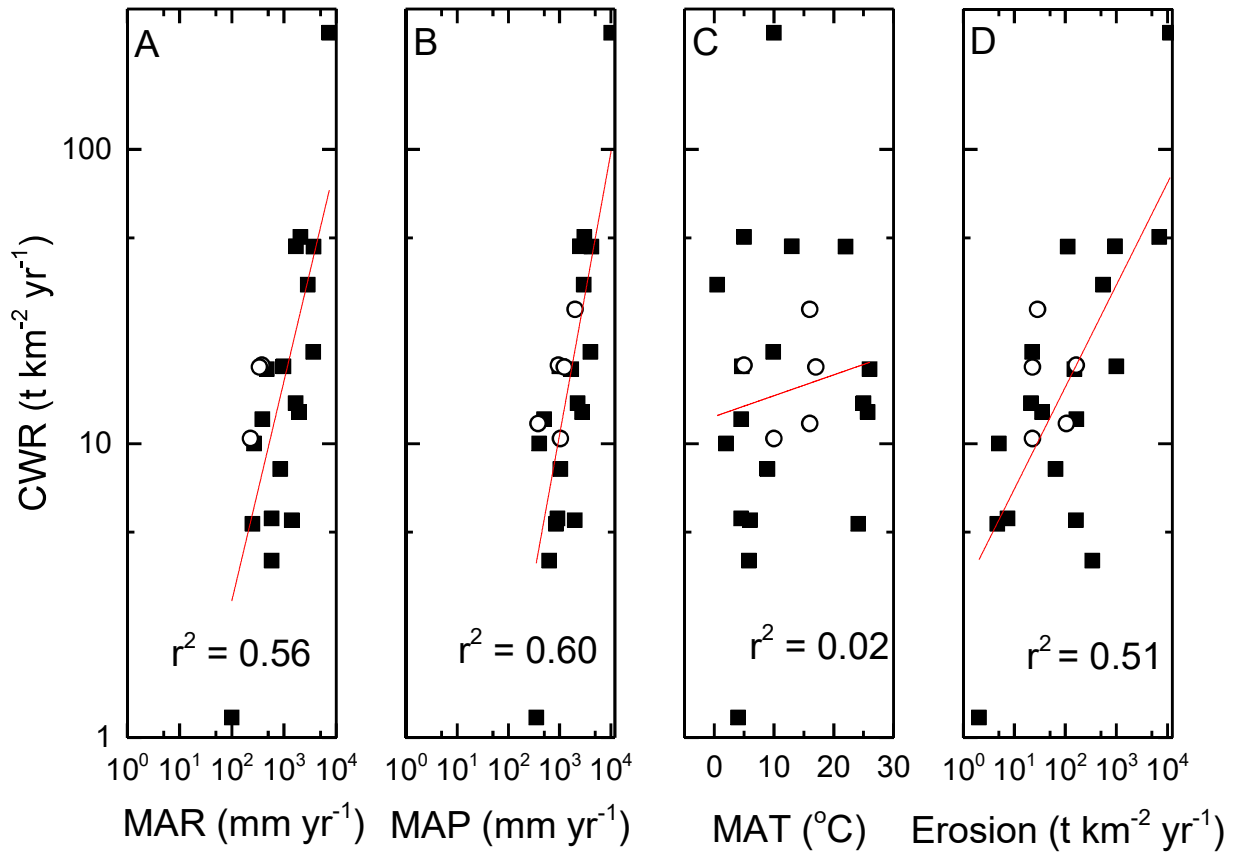 A
B
C
D
CWR (t km⁻² yr⁻¹)
100
10
1
r² = 0.56
r² = 0.60
r² = 0.02
r² = 0.51
10⁰ 10¹ 10² 10³ 10⁴
10⁰ 10¹ 10² 10³ 10⁴
0 10 20 30
10⁰ 10¹ 10² 10³ 10⁴
MAR (mm yr⁻¹)
MAP (mm yr⁻¹)
MAT (°C)
Erosion (t km⁻² yr⁻¹)